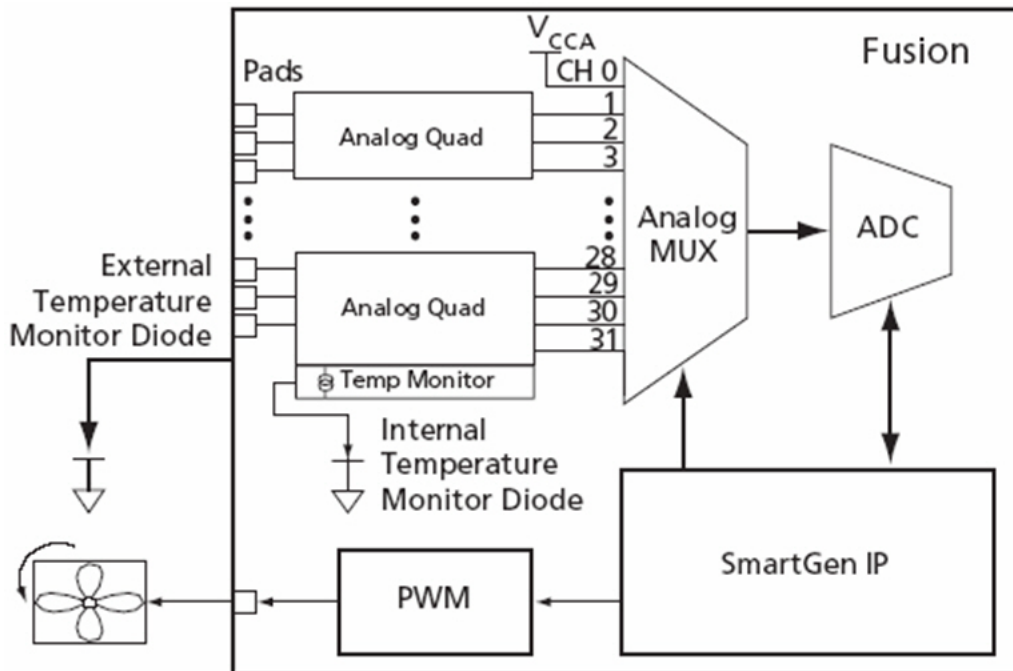 V CCA
Fusion
Pads
CH 0
1
Analog Quad
2
3
Analog
MUX
ADC
External
Temperature
Monitor Diode
28
29
Analog Quad
30
31
Temp Monitor
Internal
Temperature
Monitor Diode
SmartGen IP
PWM